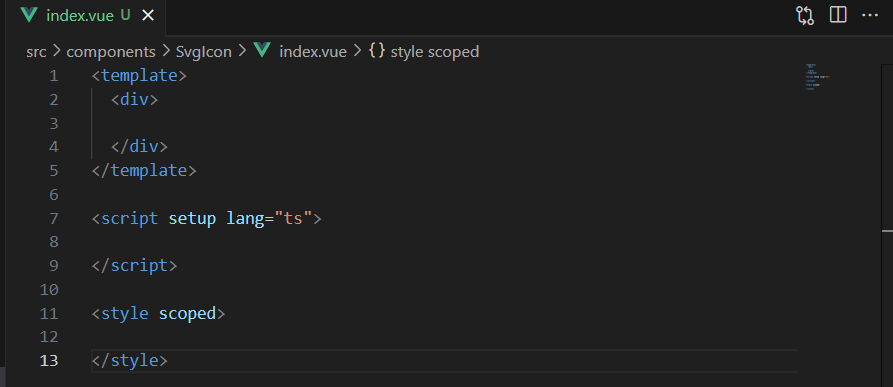 index.vue U
src > components > SvgIcon > index.vue > {} style scoped
1 <template>
2   <div>
3
4   </div>
5 </template>
6
7 <script setup lang="ts">
8
9 </script>
10
11 <style scoped>
12
13 </style>